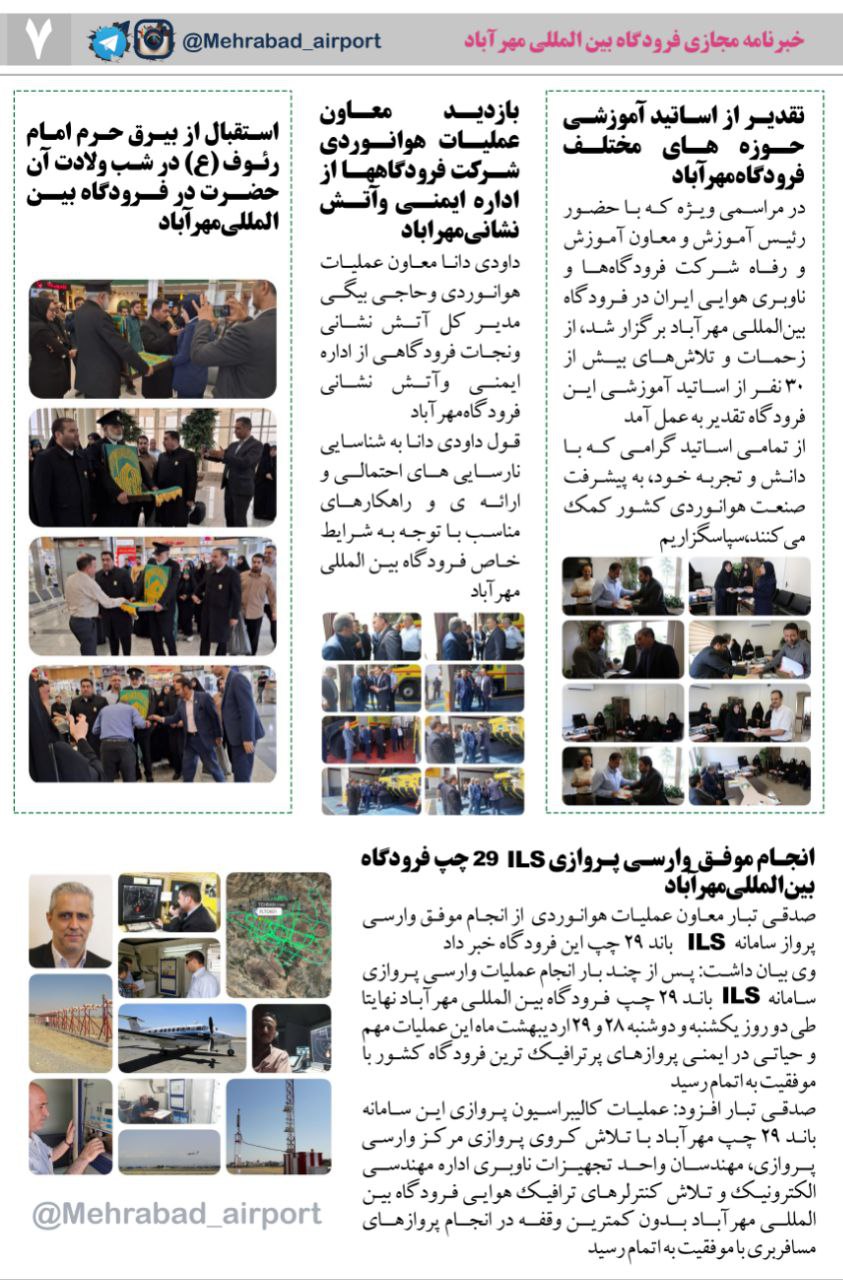 خبرنامه مجازی فرودگاه بین المللی مهرآباد
@Mehrabad_airport
۷
تقدیر از اساتید آموزشی
حوزه های مختلف
فرودگاه‌مهرآباد
در مراسمی ویژه که با حضور
رئیس آموزش و معاون آموزش
و رفاه شرکت فرودگاه‌ها و
ناوبری هوایی ایران در فرودگاه
بین‌المللی مهرآباد برگزار شد، از
زحمات و تلاش‌های بیش از
۳۰ نفر از اساتید آموزشی این
فرودگاه تقدیر به عمل آمد
از تمامی اساتید گرامی که با
دانش و تجربه خود، به پیشرفت
صنعت هوانوردی کشور کمک
می‌کنند،سپاسگزاریم
بازدید معاون
عملیات هوانوردی
شرکت فرودگاهها از
اداره ایمنی وآتش
نشانی‌مهراباد
داودی دانا معاون عملیات
هوانوردی وحاجی بیگی
مدیر کل آتش نشانی
ونجات فرودگاهی از اداره
ایمنی وآتش نشانی
فرودگاه‌مهرآباد
قول داودی دانا به شناسایی
نارسایی های احتمالی و
ارائه ی و راهکارهای
مناسب با توجه به شرایط
خاص فرودگاه بین المللی
مهرآباد
استقبال از بیرق حرم امام
رئوف (ع) در شب ولادت آن
حضرت در فرودگاه بین
المللی‌مهرآباد
انجام موفق وارسی پروازی ILS 29 چپ فرودگاه
بین‌المللی‌مهرآباد
صدقی تبار معاون عملیات هوانوردی از انجام موفق وارسی
پرواز سامانه ILS باند ۲۹ چپ این فرودگاه خبر داد
وی بیان داشت: پس از چند بار انجام عملیات وارسی پروازی
سامانه ILS باند ۲۹ چپ فرودگاه بین المللی مهرآباد نهایتا
طی دو روز یکشنبه و دوشنبه ۲۸ و ۲۹ اردیبهشت ماه این عملیات مهم
و حیاتی در ایمنی پروازهای پرترافیک ترین فرودگاه کشور با
موفقیت به اتمام رسید
صدقی تبار افزود: عملیات کالیبراسیون پروازی این سامانه
باند ۲۹ چپ مهرآباد با تلاش کروی پروازی مرکز وارسی
پروازی، مهندسان واحد تجهیزات ناوبری اداره مهندسی
الکترونیک و تلاش کنترلرهای ترافیک هوایی فرودگاه بین
المللی مهرآباد بدون کمترین وقفه در انجام پروازهای
مسافربری با موفقیت به اتمام رسید
@Mehrabad_airport